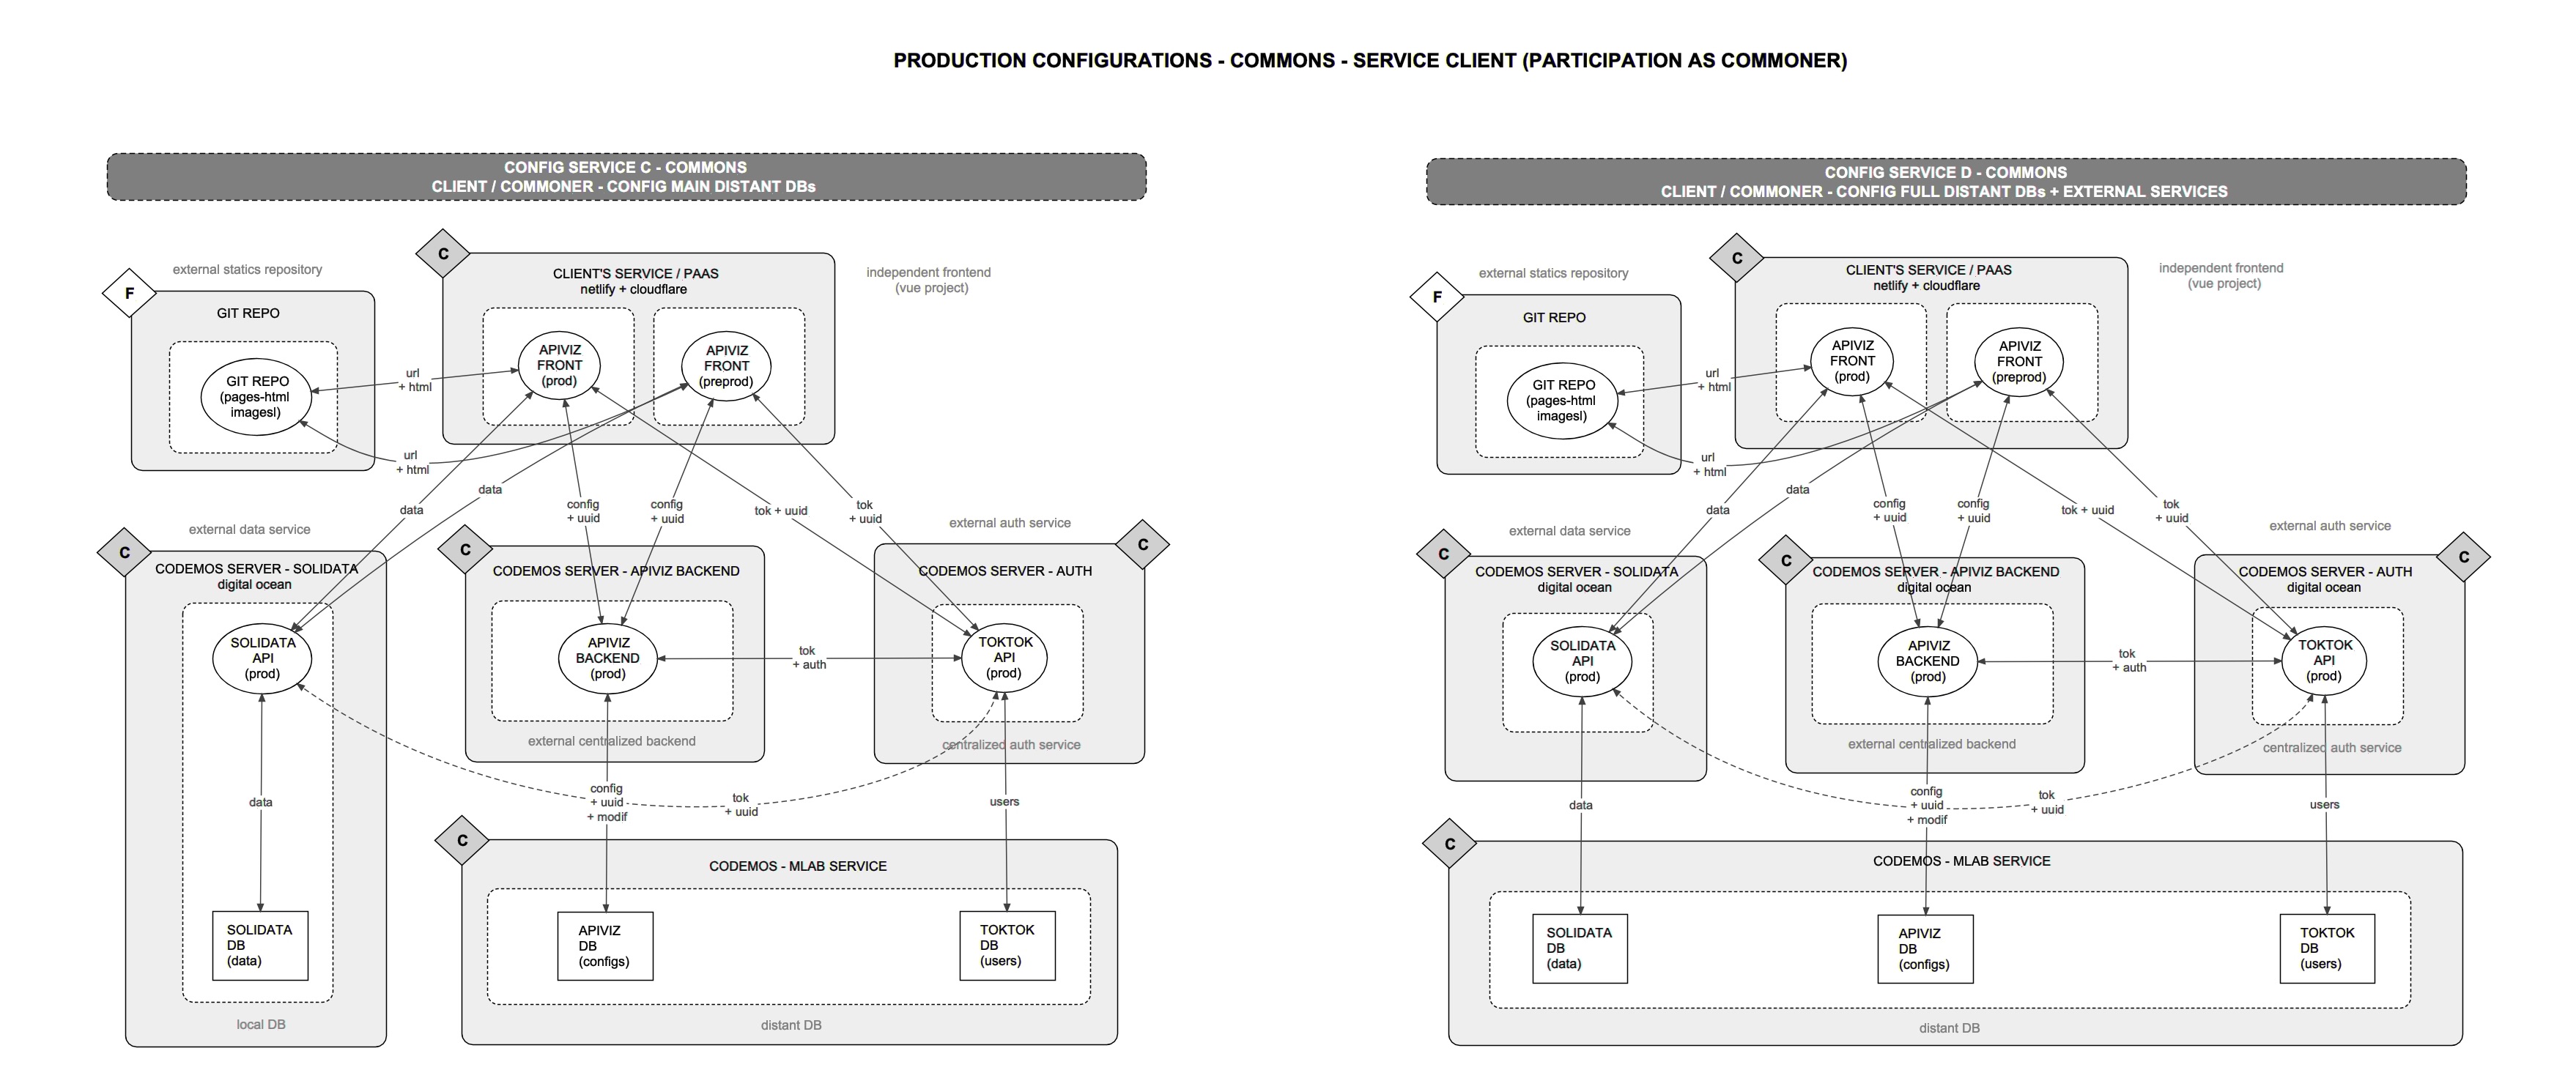 PRODUCTION CONFIGURATIONS - COMMONS - SERVICE CLIENT (PARTICIPATION AS COMMONER)
CONFIG SERVICE C - COMMONS
CLIENT / COMMONER - CONFIG MAIN DISTANT DBs
external statics repository
F
GIT REPO
GIT REPO
(pages-html
imagesl)
C
CLIENT'S SERVICE / PAAS
netlify + cloudflare
APIVIZ
FRONT
(prod)
APIVIZ
FRONT
(preprod)
independent frontend
(vue project)
url
+ html
url
+ html
data
data
config
+ uuid
config
+ uuid
tok + uuid
tok
+ uuid
external data service
C
CODEMOS SERVER - SOLIDATA
digital ocean
SOLIDATA
API
(prod)
data
SOLIDATA
DB
(data)
local DB
C
CODEMOS SERVER - APIVIZ BACKEND
APIVIZ
BACKEND
(prod)
external centralized backend
tok
+ auth
external auth service
C
CODEMOS SERVER - AUTH
TOKTOK
API
(prod)
centralized auth service
config
+ uuid
+ modif
tok
+ uuid
users
C
CODEMOS - MLAB SERVICE
APIVIZ
DB
(configs)
TOKTOK
DB
(users)
distant DB
CONFIG SERVICE D - COMMONS
CLIENT / COMMONER - CONFIG FULL DISTANT DBs + EXTERNAL SERVICES
external statics repository
F
GIT REPO
GIT REPO
(pages-html
imagesl)
C
CLIENT'S SERVICE / PAAS
netlify + cloudflare
APIVIZ
FRONT
(prod)
APIVIZ
FRONT
(preprod)
independent frontend
(vue project)
url
+ html
url
+ html
data
data
config
+ uuid
config
+ uuid
tok + uuid
tok
+ uuid
external data service
C
CODEMOS SERVER - SOLIDATA
digital ocean
SOLIDATA
API
(prod)
C
CODEMOS SERVER - APIVIZ BACKEND
digital ocean
APIVIZ
BACKEND
(prod)
external centralized backend
tok
+ auth
external auth service
C
CODEMOS SERVER - AUTH
digital ocean
TOKTOK
API
(prod)
centralized auth service
data
config
+ uuid
+ modif
tok
+ uuid
users
C
CODEMOS - MLAB SERVICE
SOLIDATA
DB
(data)
APIVIZ
DB
(configs)
TOKTOK
DB
(users)
distant DB